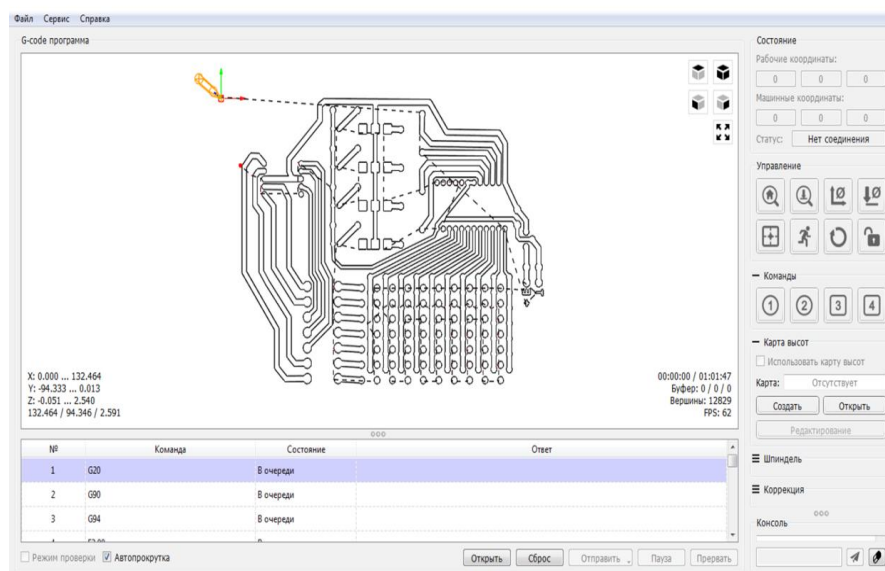 Файл Сервис Справка
G-code программа
Состояние
Рабочие координаты:
0 0 0
Машинные координаты:
0 0 0
Статус: Нет соединения
Управление
Команды
1 2 3 4
Карта высот
Использовать карту высот
Карта: Отсутствует
Создать Открыть
Редактирование
Шпиндель
Коррекция
Консоль
X: 0.000 ... 132.464
Y: -94.333 ... 0.013
Z: -0.051 ... 2.540
132.464 / 94.346 / 2.591
00:00:00 / 01:01:47
Буфер: 0 / 0 / 0
Вершины: 12829
FPS: 62
№ Команда Состояние Ответ
1 G20 В очереди
2 G90 В очереди
3 G94 В очереди
Режим проверки Автопрокрутка
Открыть Сброс Отправить Пауза Прервать